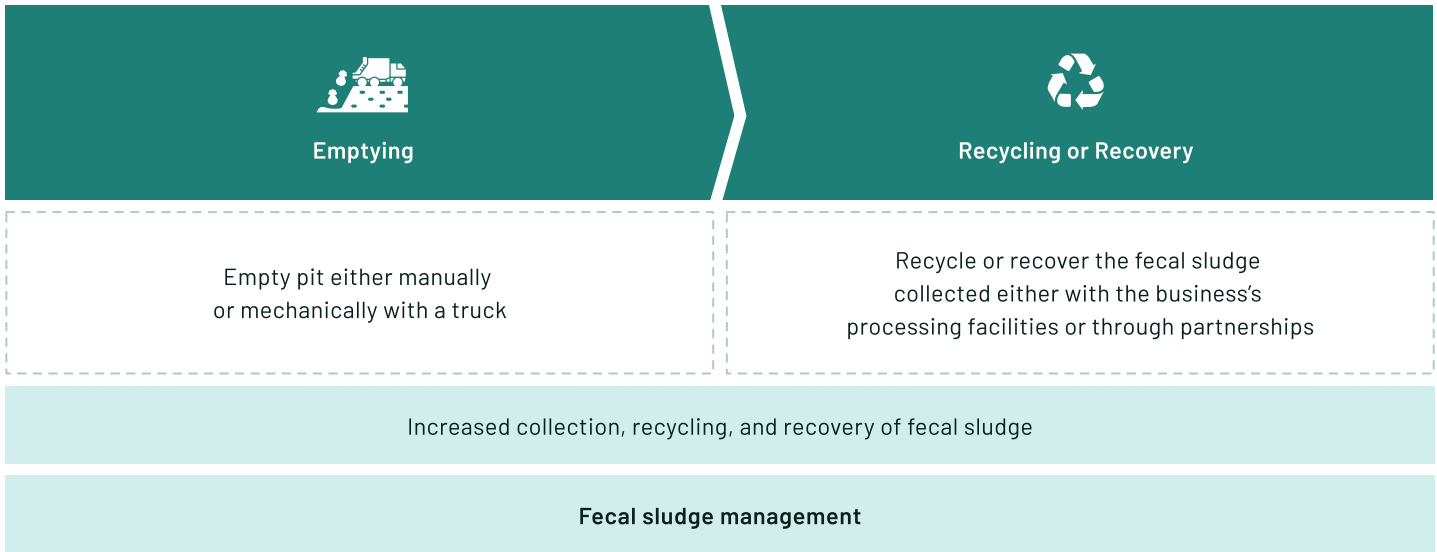 Emptying
Recycling or Recovery
Empty pit either manually
or mechanically with a truck
Recycle or recover the fecal sludge
collected either with the business’s
processing facilities or through partnerships
Increased collection, recycling, and recovery of fecal sludge
Fecal sludge management